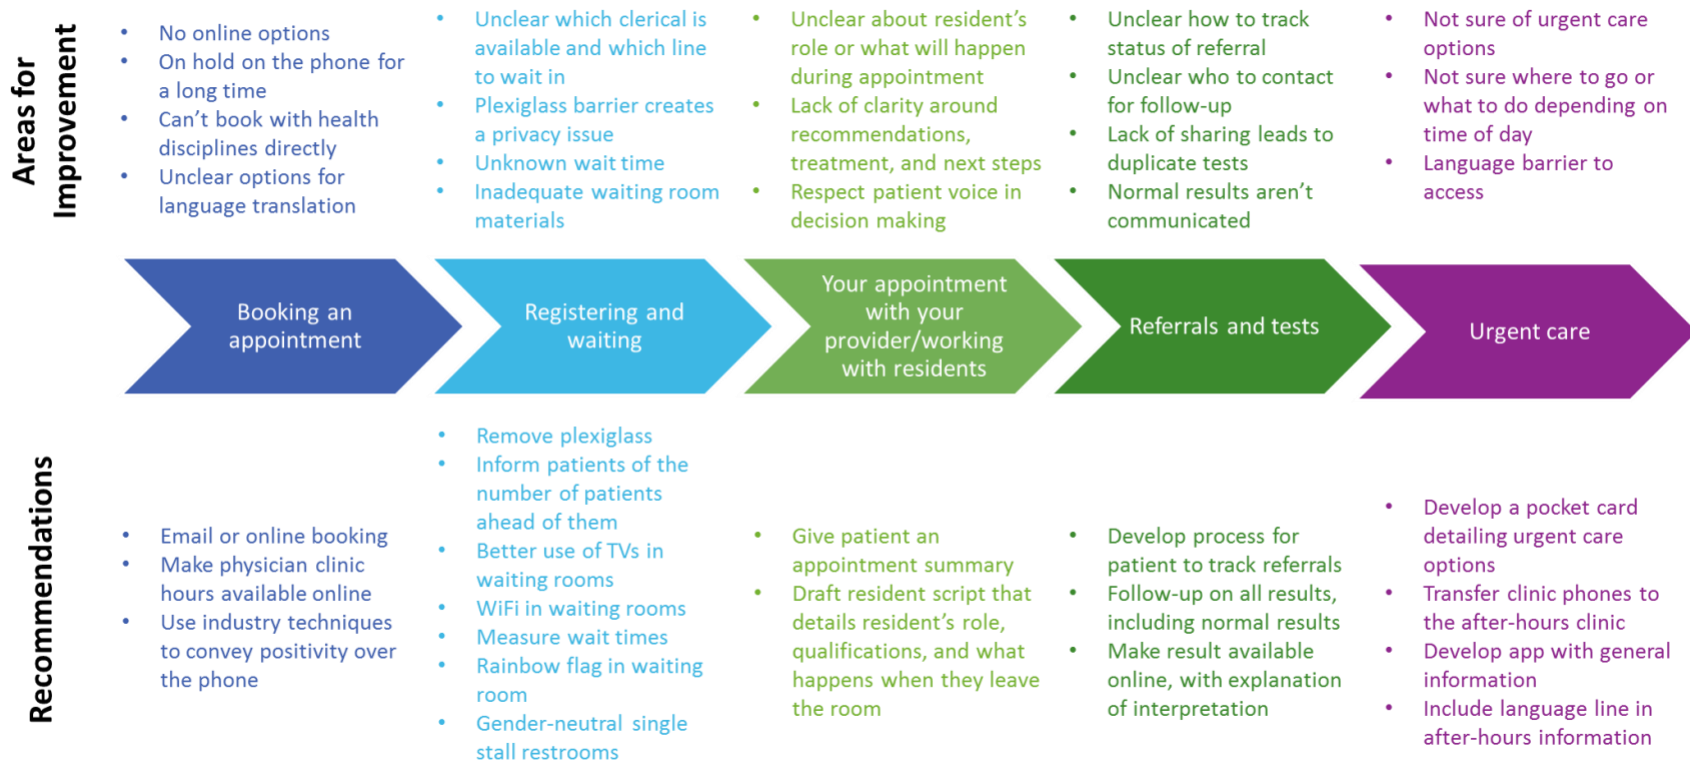 Areas for
Improvement
• No online options
• On hold on the phone for
a long time
• Can't book with health
disciplines directly
• Unclear options for
language translation
• Unclear which clerical is
available and which line
to wait in
• Plexiglass barrier creates
a privacy issue
• Unknown wait time
• Inadequate waiting room
materials
• Unclear about resident's
role or what will happen
during appointment
• Lack of clarity around
recommendations,
treatment, and next steps
• Respect patient voice in
decision making
• Unclear how to track
status of referral
• Unclear who to contact
for follow-up
• Lack of sharing leads to
duplicate tests
• Normal results aren't
communicated
• Not sure of urgent care
options
• Not sure where to go or
what to do depending on
time of day
• Language barrier to
access
Booking an
appointment
Registering and
waiting
Your appointment
with your
provider/working
with residents
Referrals and tests
Urgent care
Recommendations
• Email or online booking
• Make physician clinic
hours available online
• Use industry techniques
to convey positivity over
the phone
• Remove plexiglass
• Inform patients of the
number of patients
ahead of them
• Better use of TVs in
waiting rooms
• WiFi in waiting rooms
• Measure wait times
• Rainbow flag in waiting
room
• Gender-neutral single
stall restrooms
• Give patient an
appointment summary
• Draft resident script that
details resident's role,
qualifications, and what
happens when they leave
the room
• Develop process for
patient to track referrals
• Follow-up on all results,
including normal results
• Make result available
online, with explanation
of interpretation
• Develop a pocket card
detailing urgent care
options
• Transfer clinic phones to
the after-hours clinic
• Develop app with general
information
• Include language line in
after-hours information